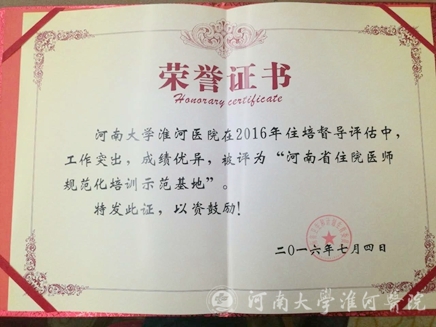 荣誉证书
Honorary certificate
河南大学淮河医院在2016年住培督导评估中，
工作突出，成绩优异，被评为“河南省住院医师
规范化培训示范基地”。
特发此证，以资鼓励！
二〇一六年七月四日
河南大学淮河医院